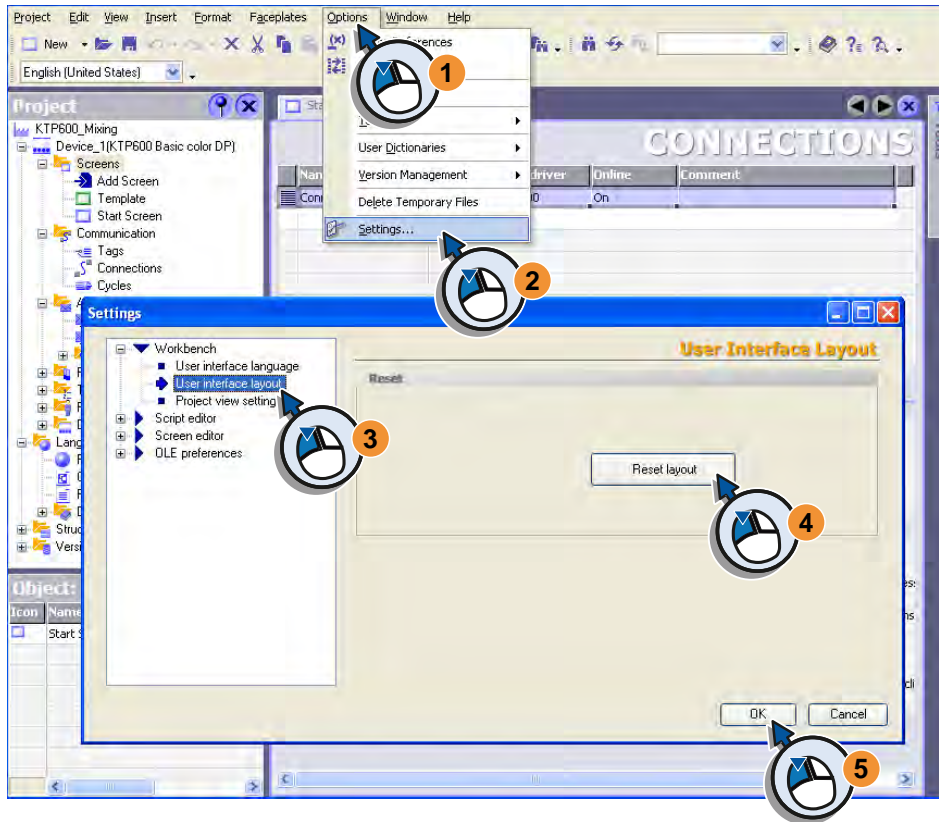 Project Edit View Insert Format Faceplates Options Window Help
New
English (United States)
1
User Dictionaries
Version Management
Delete Temporary Files
Settings...
2
Project
KTP600_Mixing
Device_1(KTP600 Basic color DP)
Screens
Add Screen
Template
Start Screen
Communication
Tags
Connections
Cycles
CONNECTIONS
Online Comment
On
Settings
Workbench
User interface language
User interface layout
Project view setting
Script editor
Screen editor
OLE preferences
3
User Interface Layout
Reset
Reset layout
4
OK Cancel
5
Object:
Icon Name
Start S